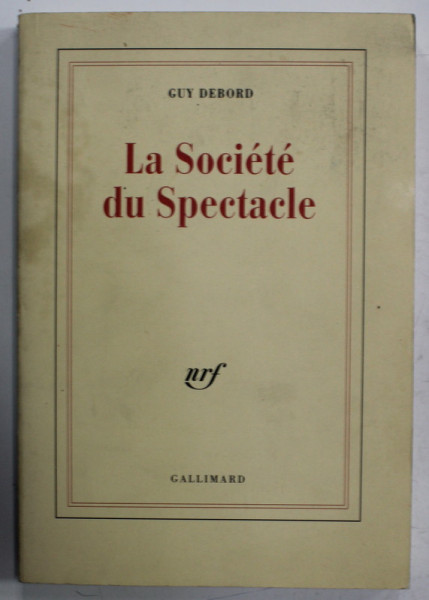 GUY DEBORD
La Société
du Spectacle
nrf
GALLIMARD